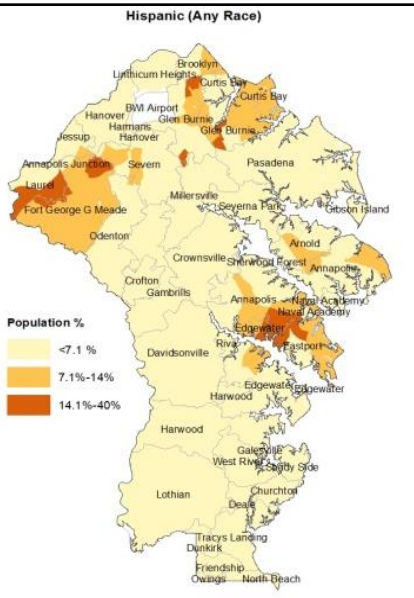 Hispanic (Any Race)
Brooklyn
Linthicum Heights
Curtis Bay
Curtis Bay
BWI Airport
Hanover
Glen Burnie
Harmans
Glen Burnie
Jessup
Hanover
Annapolis Junction
Severn
Pasadena
Laurel
Millersville
Fort George G Meade
Severna Park
Gibson Island
Odenton
Arnold
Crownsville
Sherwood Forest
Annapolis
Crofton
Gambrills
Annapolis
Naval Academy
Naval Academy
Population %
Edgewater
<7.1 %
Riva
Eastport
Davidsonville
7.1%-14%
Edgewater
Edgewater
Harwood
14.1%-40%
Harwood
Galesville
West River
Shady Side
Lothian
Churchton
Deale
Tracys Landing
Dunkirk
Friendship
Owings
North Beach